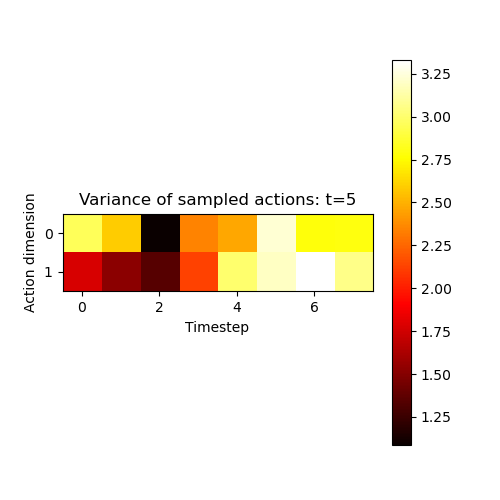 Variance of sampled actions: t=5
Action dimension
0
1
0 2 4 6
Timestep
3.25
3.00
2.75
2.50
2.25
2.00
1.75
1.50
1.25